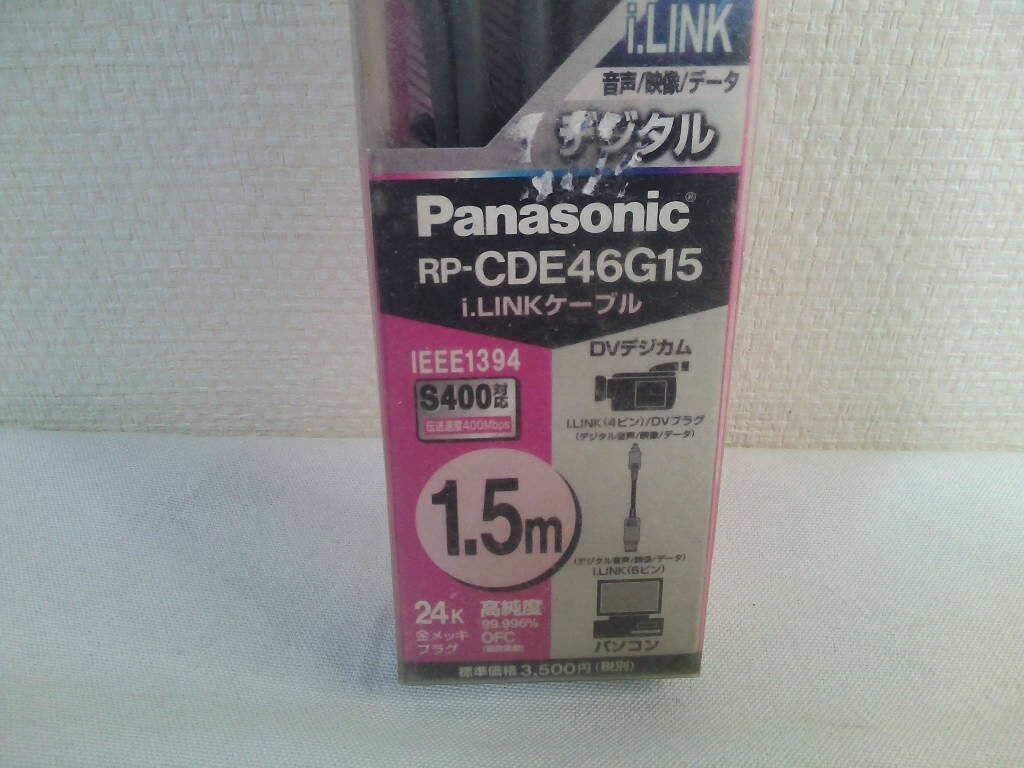 i.LINK
音声/映像/データ
デジタル
Panasonic®
RP-CDE46G15
i.LINKケーブル
IEEE1394
S400対応
伝送速度400Mbps
1.5m
24K
金メッキ
プラグ
高純度
99.996%
OFC
DVデジカム
i.LINK(4ピン)/DVプラグ
(デジタル音声/映像/データ)
(デジタル音声/映像/データ)
i.LINK(6ピン)
パソコン
標準価格3,500円(税別)